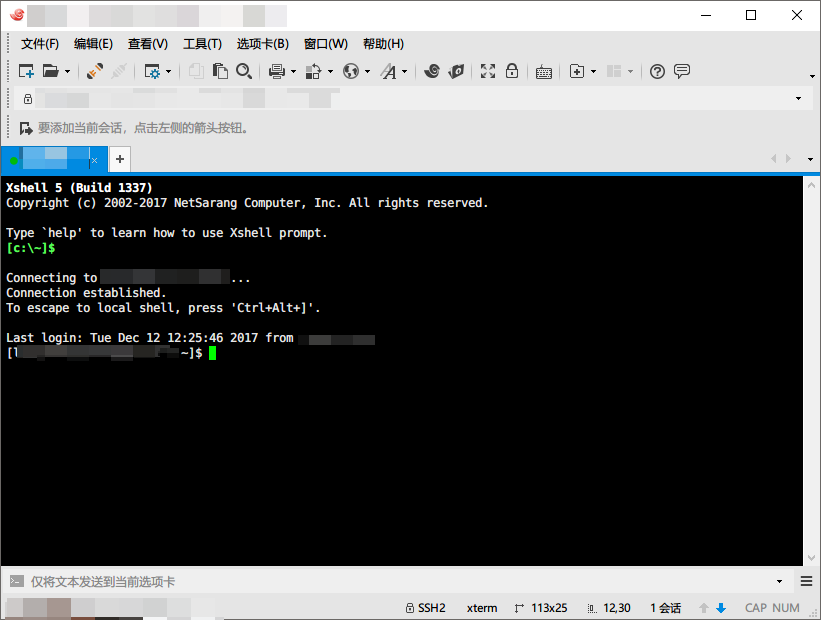 文件(F) 编辑(E) 查看(V) 工具(T) 选项卡(B) 窗口(W) 帮助(H)
要添加当前会话，点击左侧的箭头按钮。
Xshell 5 (Build 1337)
Copyright (c) 2002-2017 NetSarang Computer, Inc. All rights reserved.
Type `help' to learn how to use Xshell prompt.
[c:\~]$
Connecting to ...
Connection established.
To escape to local shell, press 'Ctrl+Alt+]'.
Last login: Tue Dec 12 12:25:46 2017 from
[ ~]$
仅将文本发送到当前选项卡
SSH2 xterm 113x25 12,30 1 会话 CAP NUM